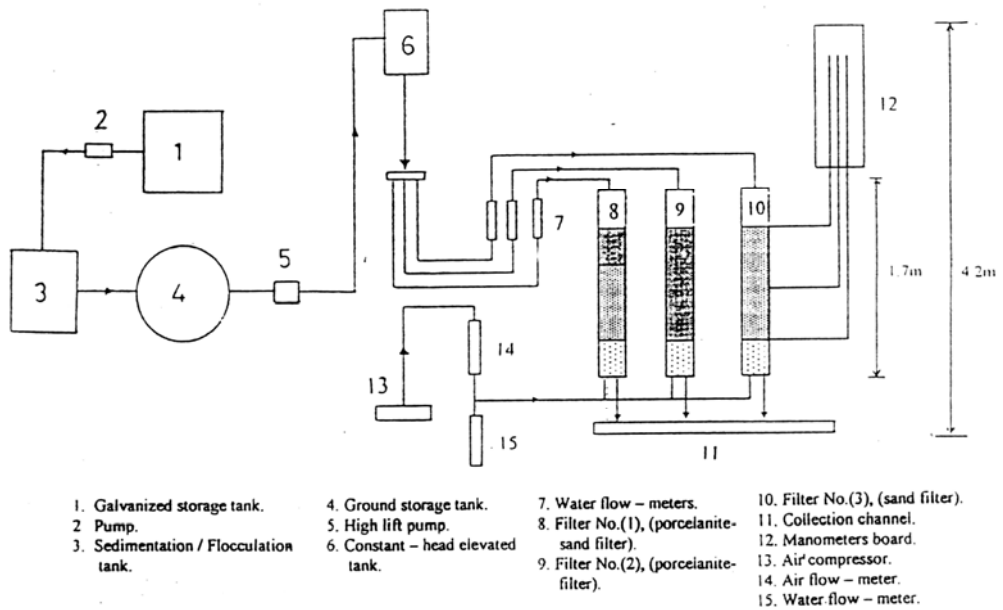 6
12
2
1
7
8
9
10
5
3
4
1.7m
4.2m
14
13
15
11
1. Galvanized storage tank.
2 Pump.
3. Sedimentation / Flocculation
tank.
4. Ground storage tank.
5. High lift pump.
6. Constant – head elevated
tank.
7. Water flow – meters.
8. Filter No.(1), (porcelanite-
sand filter).
9. Filter No.(2), (porcelanite-
filter).
10. Filter No.(3), (sand filter).
11. Collection channel.
12. Manometers board.
13. Air compressor.
14. Air flow – meter.
15. Water flow – meter.